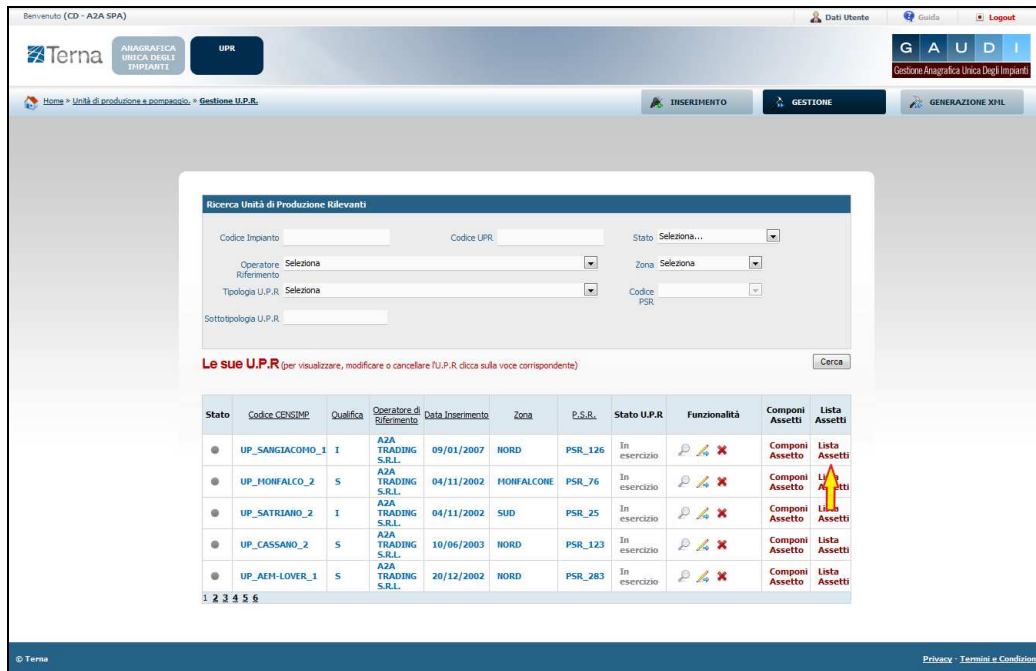 Benvenuto (CD - A2A SPA)
Dati Utente
Guida
Logout
Terna
ANAGRAFICA
UNICA DEGLI
IMPIANTI
UPR
G A U D I
Gestione Anagrafica Unica Degli Impianti
Home » Unità di produzione e pompaggio. » Gestione U.P.R.
INSERIMENTO
GESTIONE
GENERAZIONE XML
Ricerca Unità di Produzione Rilevanti
Codice Impianto
Codice UPR
Stato Seleziona...
Operatore Riferimento Seleziona
Zona Seleziona
Tipologia U.P.R Seleziona
Codice PSR
Sottotipologia U.P.R
Le sue U.P.R (per visualizzare, modificare o cancellare l'U.P.R clicca sulla voce corrispondente)
Cerca
Stato Codice CENSIMP Qualifica Operatore di Riferimento Data Inserimento Zona P.S.R. Stato U.P.R Funzionalità Componi Assetti Lista Assetti
UP_SANGIACOMO_1 I A2A TRADING S.R.L. 09/01/2007 NORD PSR_126 In esercizio Componi Assetto Lista Assetti
UP_MONFALCO_2 S A2A TRADING S.R.L. 04/11/2002 MONFALCONE PSR_76 In esercizio Componi Assetto Lista Assetti
UP_SATRIANO_2 I A2A TRADING S.R.L. 04/11/2002 SUD PSR_25 In esercizio Componi Assetto Lista Assetti
UP_CASSANO_2 S A2A TRADING S.R.L. 10/06/2003 NORD PSR_123 In esercizio Componi Assetto Lista Assetti
UP_AEM-LOVER_1 S A2A TRADING S.R.L. 20/12/2002 NORD PSR_283 In esercizio Componi Assetto Lista Assetti
1 2 3 4 5 6
© Terna
Privacy - Termini e Condizion